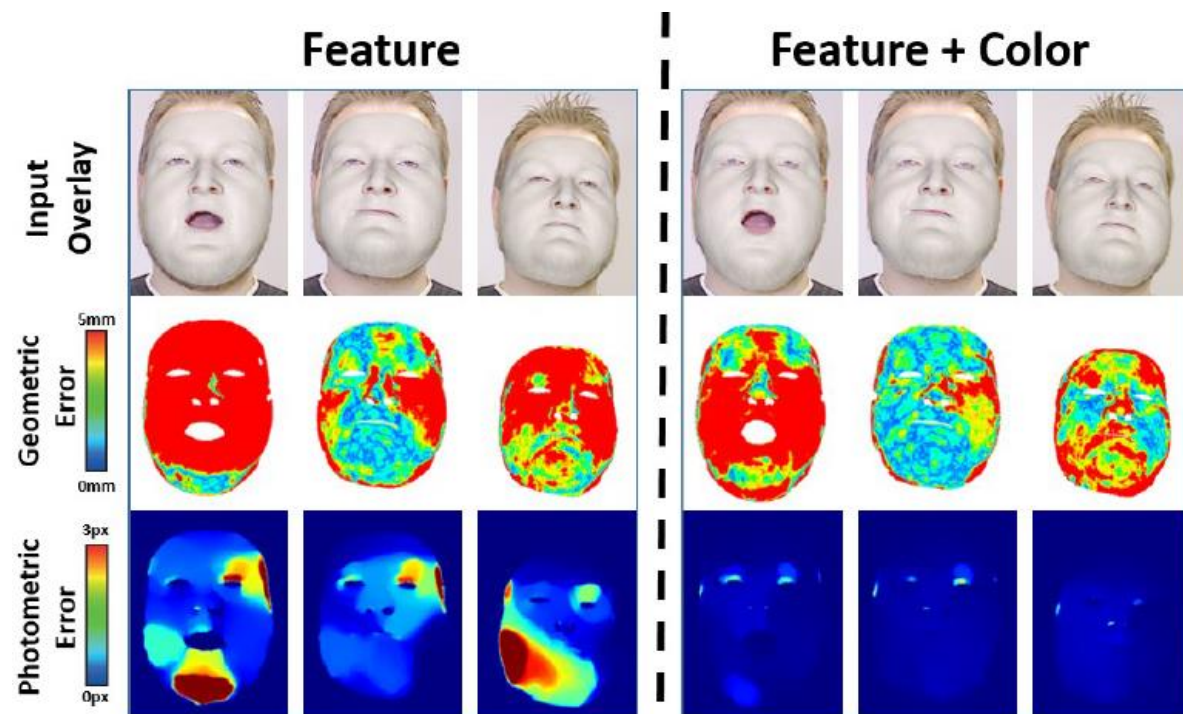 Feature
Feature + Color
Input
Overlay
Geometric
Error
5mm
0mm
Photometric
Error
3px
0px